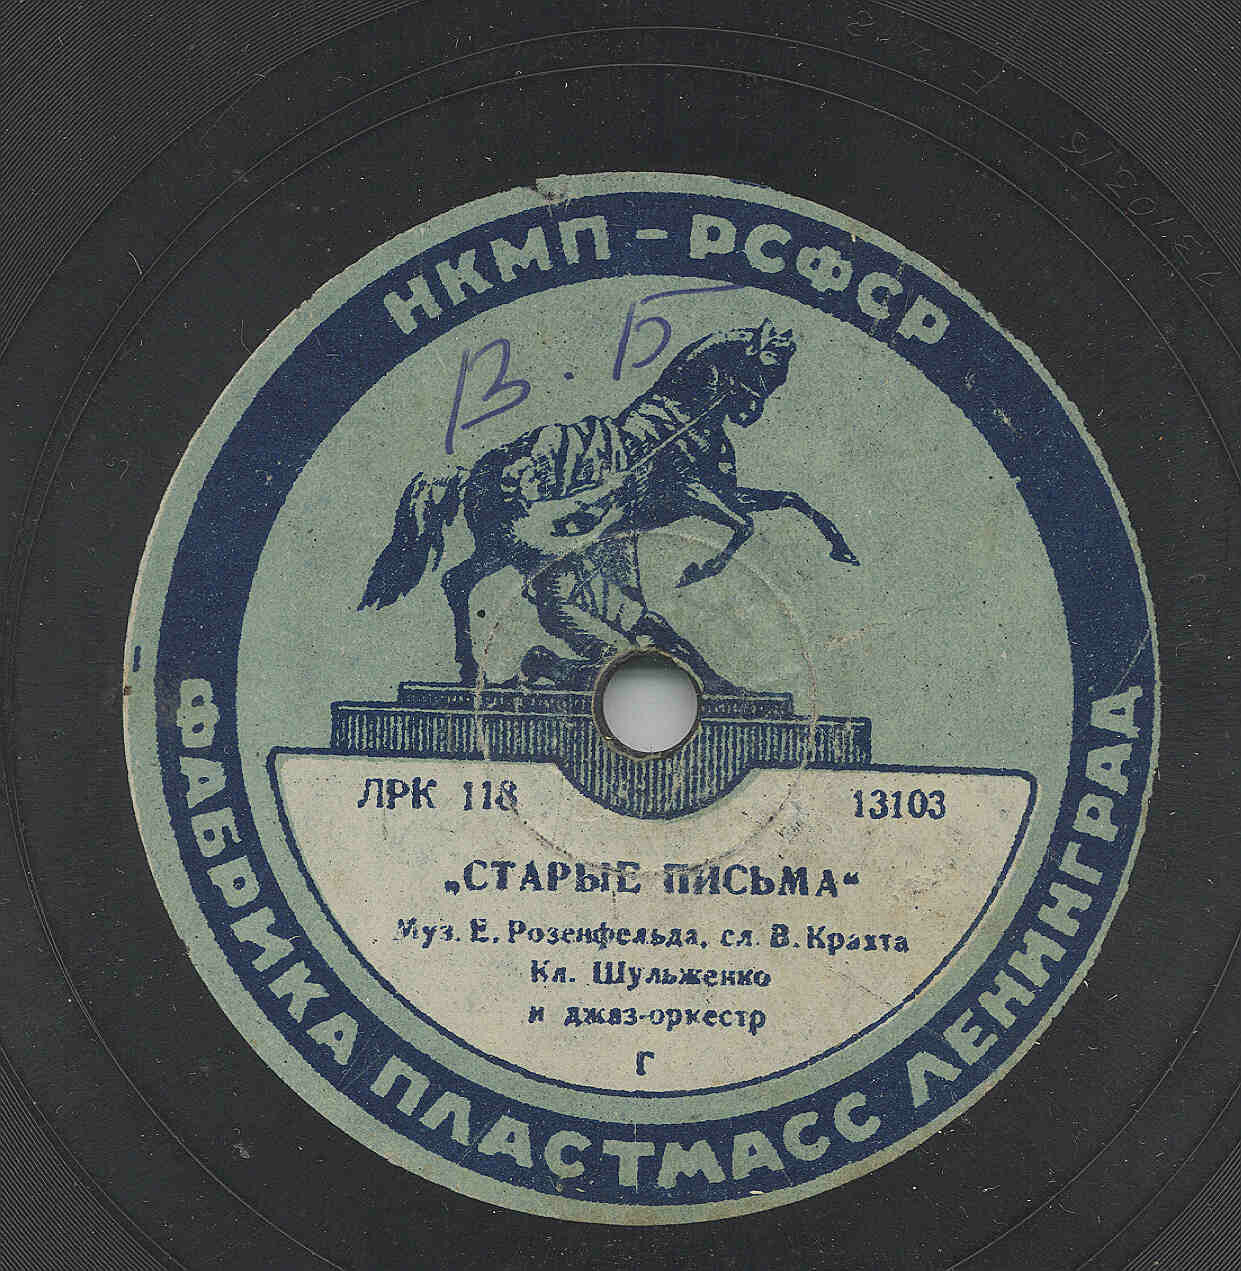 НКМП - РСФСР
В. Б
ЛРК 118 13103
„СТАРЫЕ ПИСЬМА“
Муз. Е. Розенфельда, сл. В. Крахта
Кл. Шульженко
и джаз-оркестр
Г
ФАБРИКА ПЛАСТМАСС ЛЕНИНГРАД